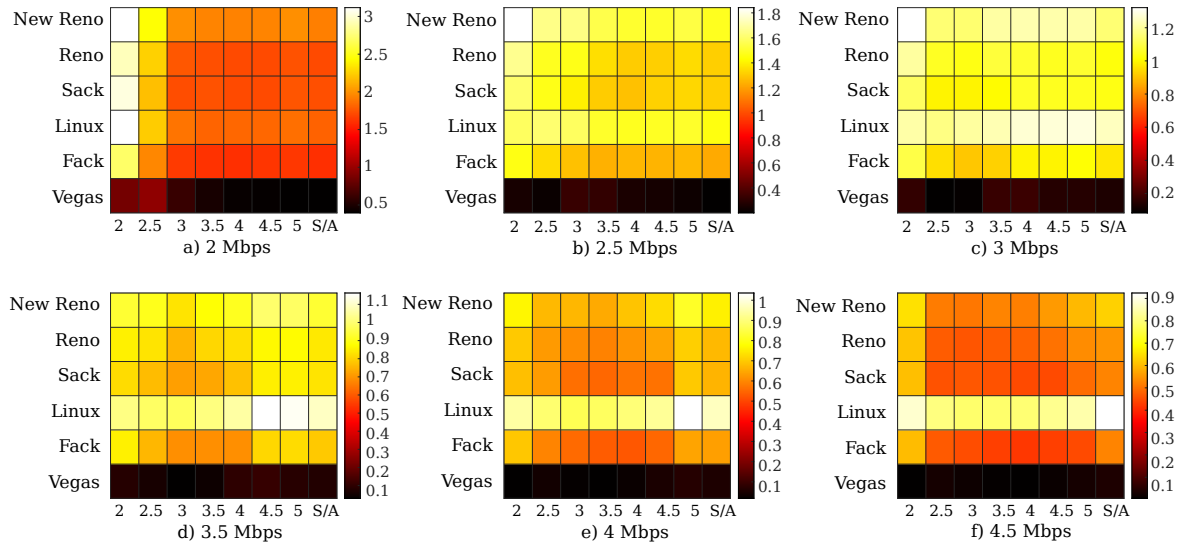 New Reno
Reno
Sack
Linux
Fack
Vegas
2 2.5 3 3.5 4 4.5 5 S/A
3
2.5
2
1.5
1
0.5
a) 2 Mbps
New Reno
Reno
Sack
Linux
Fack
Vegas
2 2.5 3 3.5 4 4.5 5 S/A
1.8
1.6
1.4
1.2
1
0.8
0.6
0.4
b) 2.5 Mbps
New Reno
Reno
Sack
Linux
Fack
Vegas
2 2.5 3 3.5 4 4.5 5 S/A
1.2
1
0.8
0.6
0.4
0.2
c) 3 Mbps
New Reno
Reno
Sack
Linux
Fack
Vegas
2 2.5 3 3.5 4 4.5 5 S/A
1.1
1
0.9
0.8
0.7
0.6
0.5
0.4
0.3
0.2
0.1
d) 3.5 Mbps
New Reno
Reno
Sack
Linux
Fack
Vegas
2 2.5 3 3.5 4 4.5 5 S/A
1
0.9
0.8
0.7
0.6
0.5
0.4
0.3
0.2
0.1
e) 4 Mbps
New Reno
Reno
Sack
Linux
Fack
Vegas
2 2.5 3 3.5 4 4.5 5 S/A
0.9
0.8
0.7
0.6
0.5
0.4
0.3
0.2
0.1
f) 4.5 Mbps